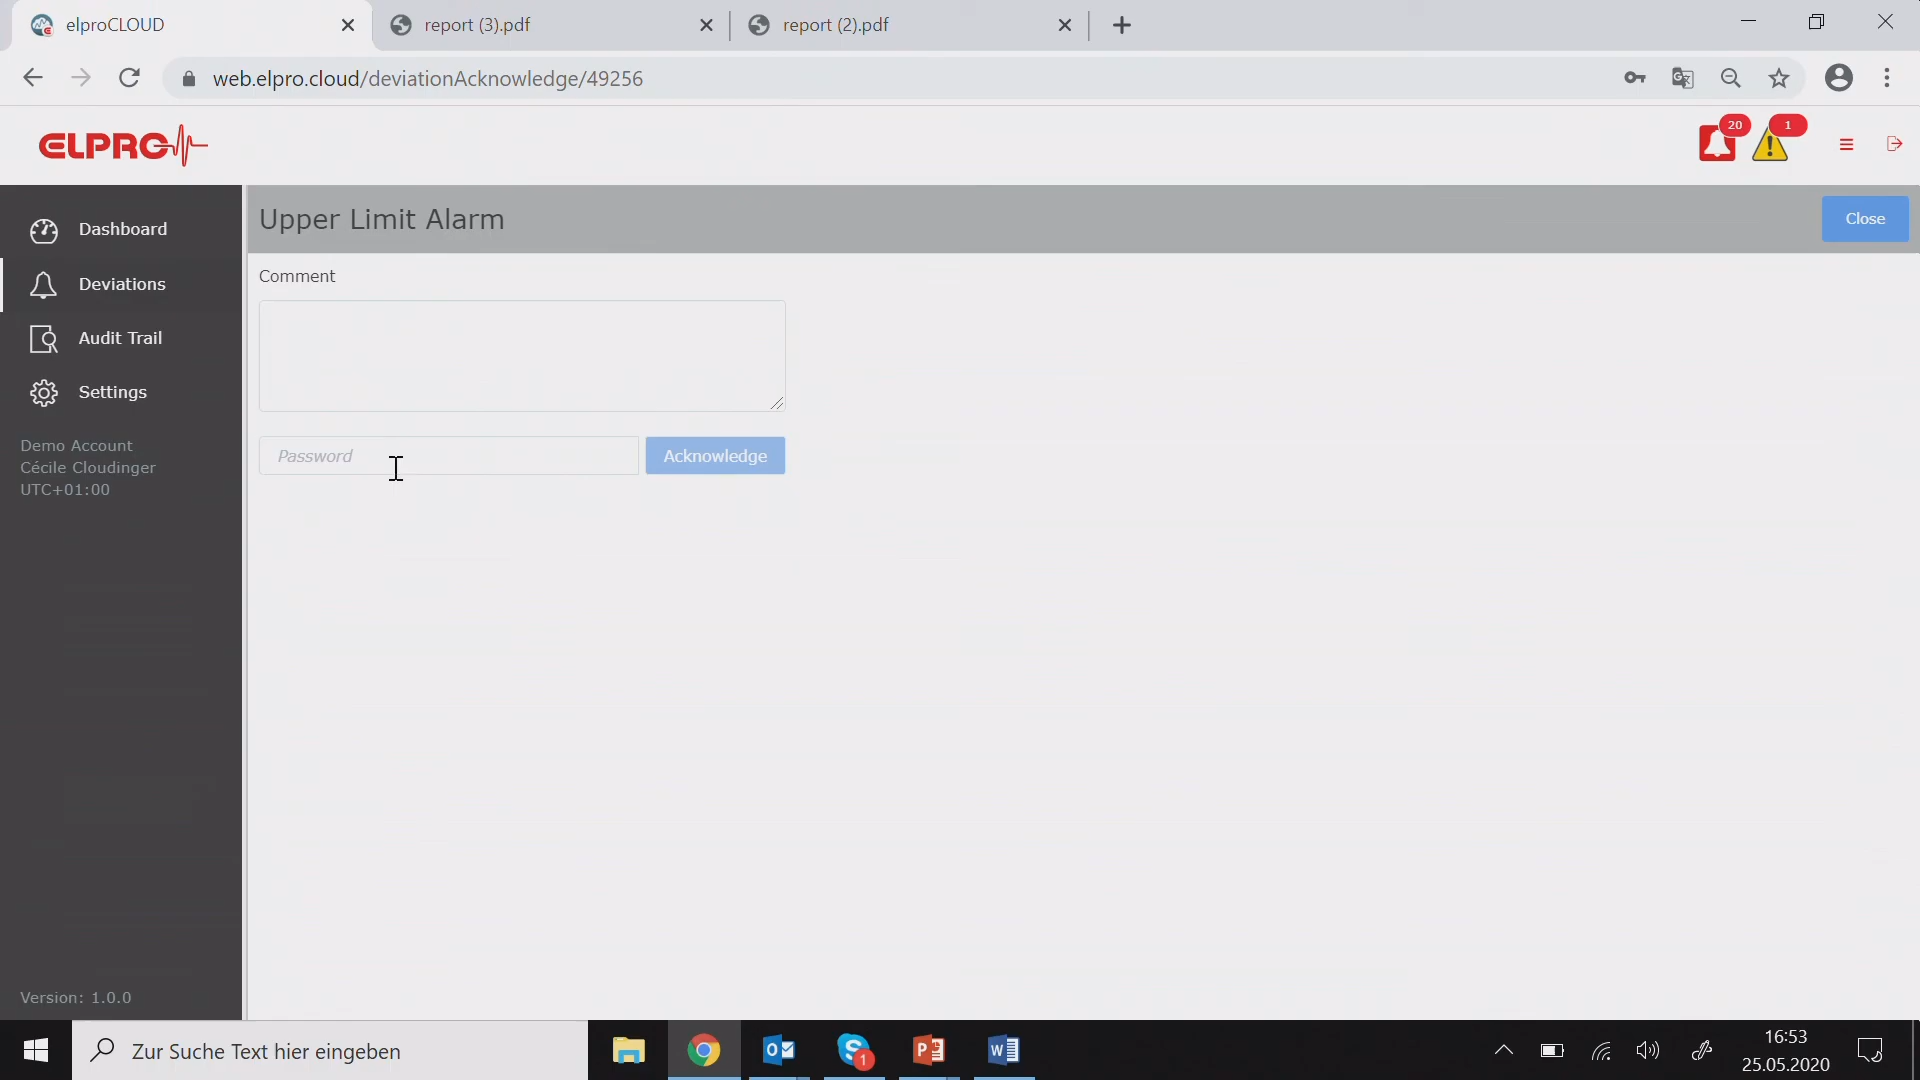 elproCLOUD
report (3).pdf
report (2).pdf
web.elpro.cloud/deviationAcknowledge/49256
ELPRO
20
1
Dashboard
Deviations
Audit Trail
Settings
Demo Account
Cécile Cloudinger
UTC+01:00
Version: 1.0.0
Upper Limit Alarm
Close
Comment
Password
Acknowledge
Zur Suche Text hier eingeben
1
16:53
25.05.2020